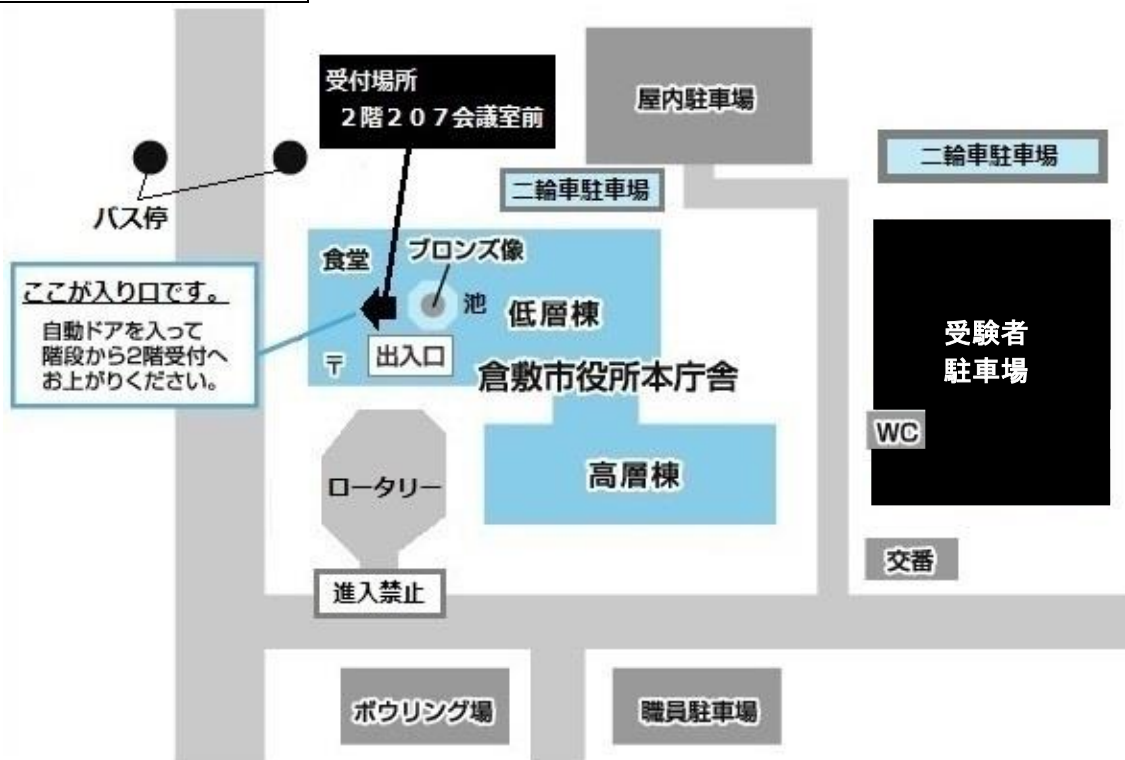 受付場所
２階２０７会議室前
屋内駐車場
二輪車駐車場
二輪車駐車場
バス停
食堂
ブロンズ像
池
低層棟
ここが入り口です。
自動ドアを入って
階段から2階受付へ
お上がりください。
〒
出入口
倉敷市役所本庁舎
受験者
駐車場
WC
高層棟
ロータリー
交番
進入禁止
ボウリング場
職員駐車場